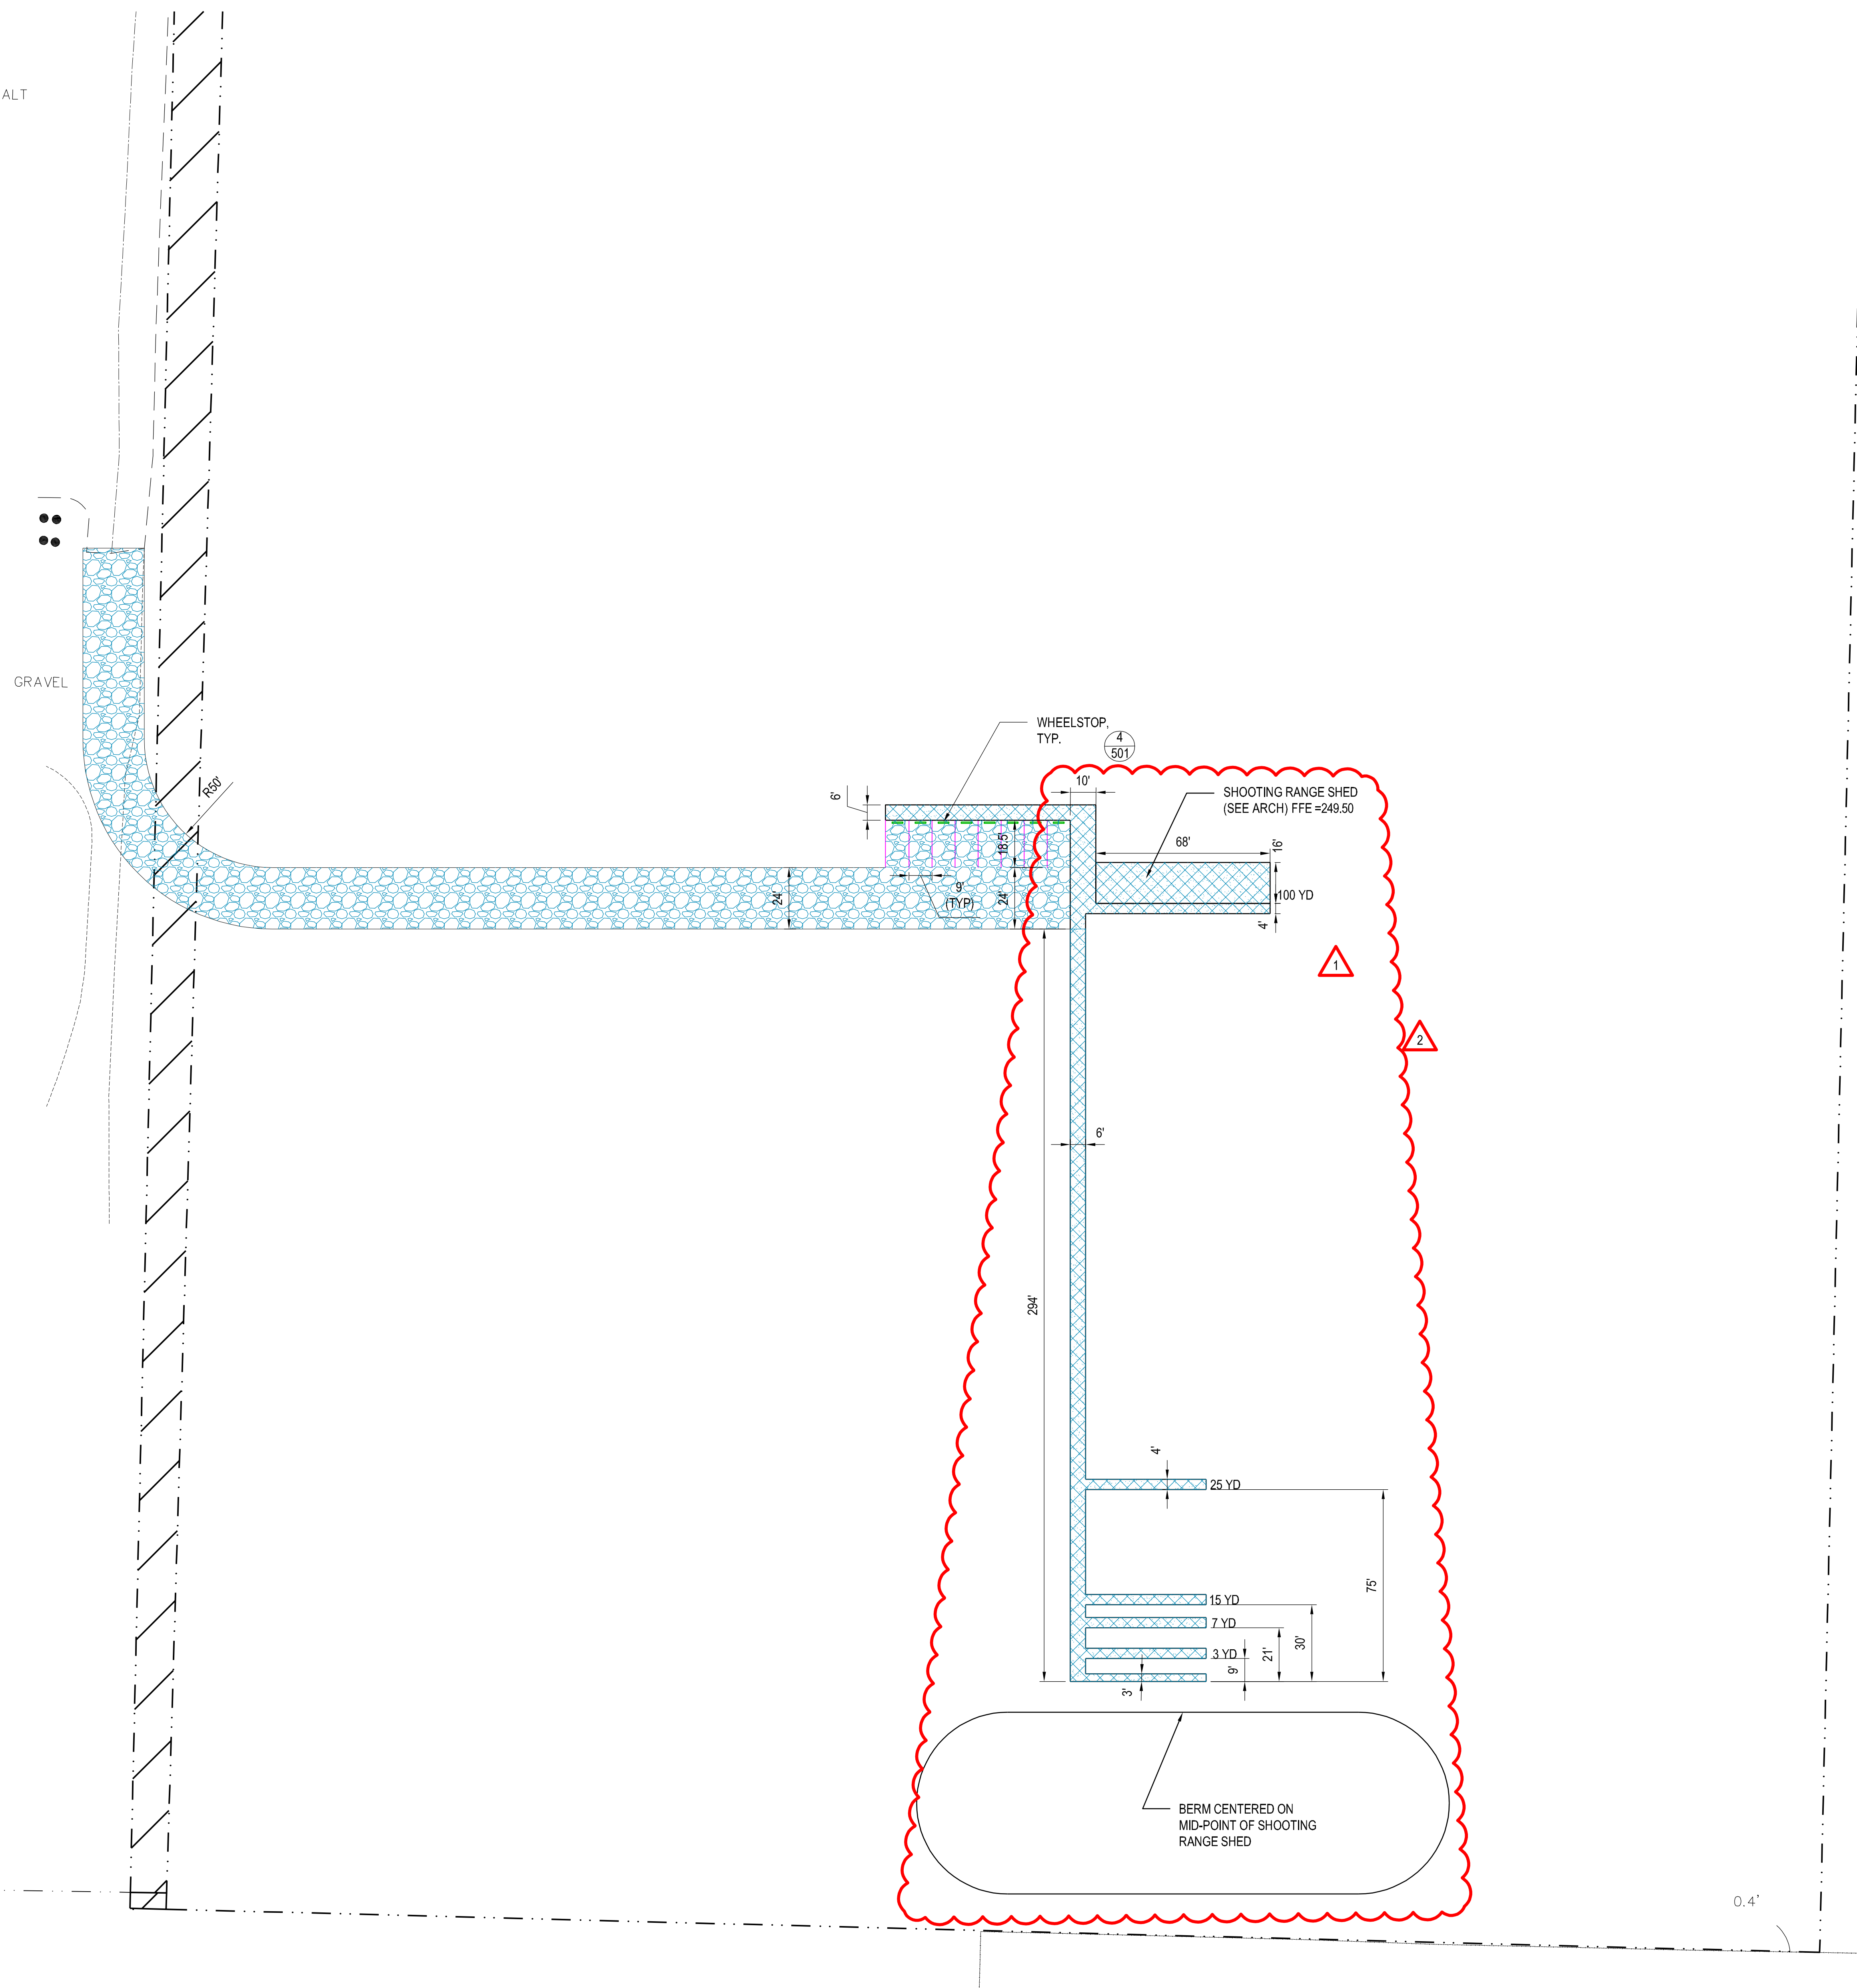 ALT
GRAVEL
R50'
WHEELSTOP,
TYP.
4
501
10'
6'
SHOOTING RANGE SHED
(SEE ARCH) FFE =249.50
68'
16'
18.5'
9'
(TYP)
24'
24'
100 YD
4'
1
2
6'
294'
4'
25 YD
75'
15 YD
7 YD
30'
21'
3 YD
9'
3'
BERM CENTERED ON
MID-POINT OF SHOOTING
RANGE SHED
0.4'